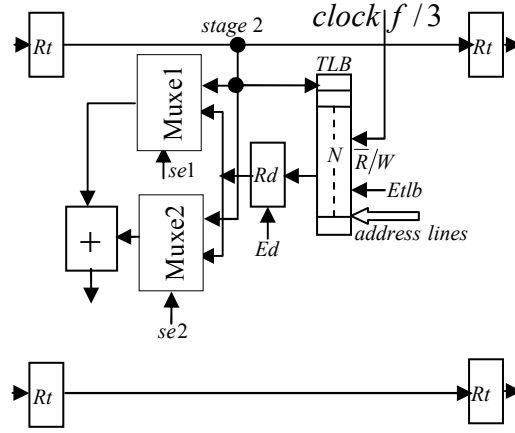 clock f / 3
stage 2
Rt
Rt
TLB
Muxe1
N
R̅/W
se1
Rd
Etlb
Muxe2
+
Ed
address lines
se2
Rt
Rt